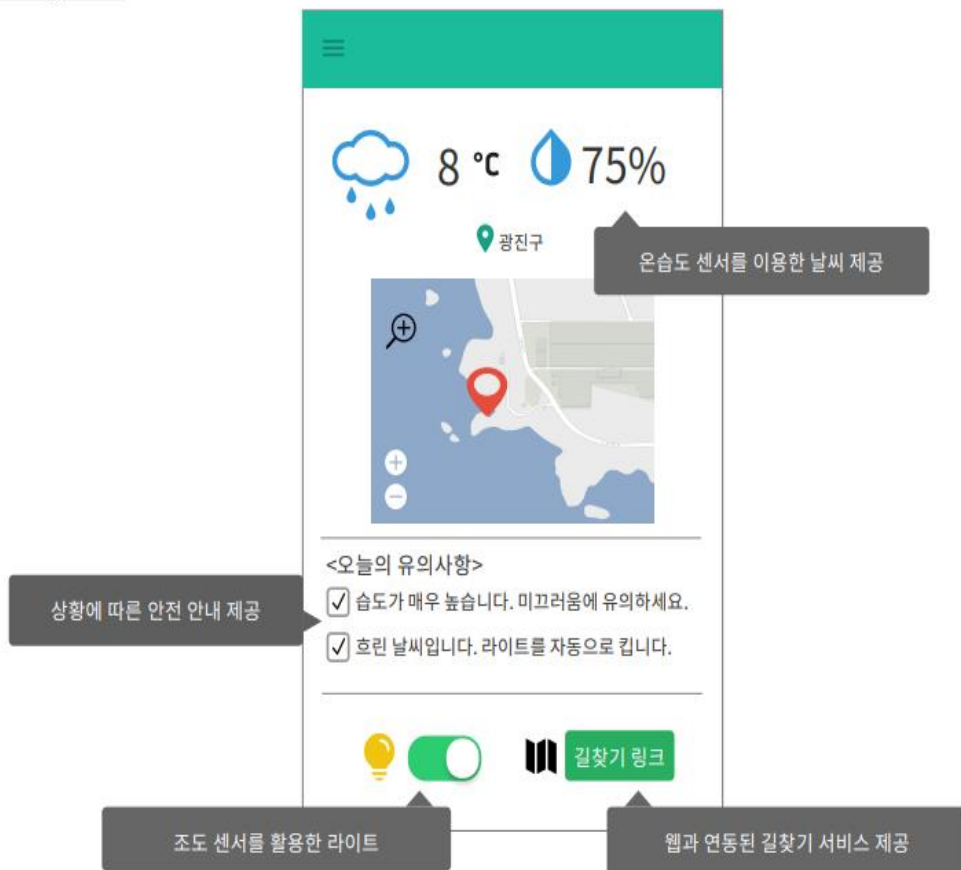 8 °C 75%
광진구
온습도 센서를 이용한 날씨 제공
<오늘의 유의사항>
습도가 매우 높습니다. 미끄러움에 유의하세요.
상황에 따른 안전 안내 제공
흐린 날씨입니다. 라이트를 자동으로 킵니다.
길찾기 링크
조도 센서를 활용한 라이트
웹과 연동된 길찾기 서비스 제공